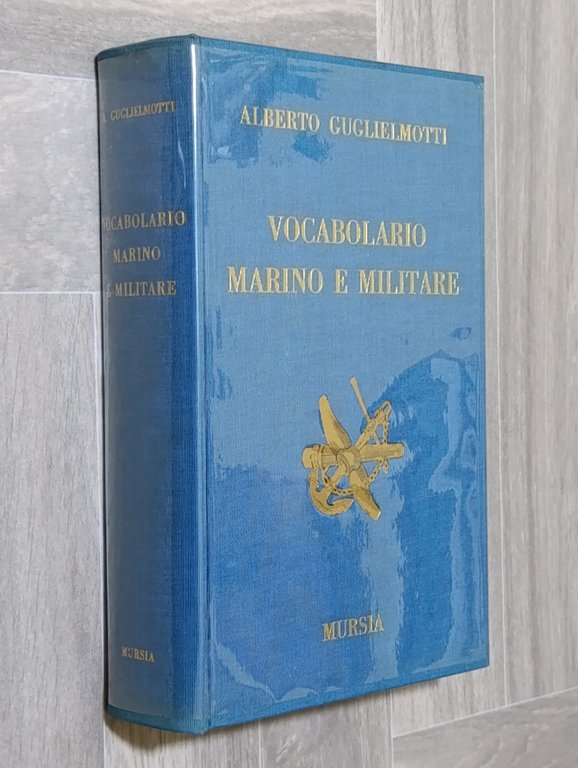 A. GUGLIELMOTTI
VOCABOLARIO
MARINO
E MILITARE
MURSIA
ALBERTO GUGLIELMOTTI
VOCABOLARIO
MARINO E MILITARE
MURSIA